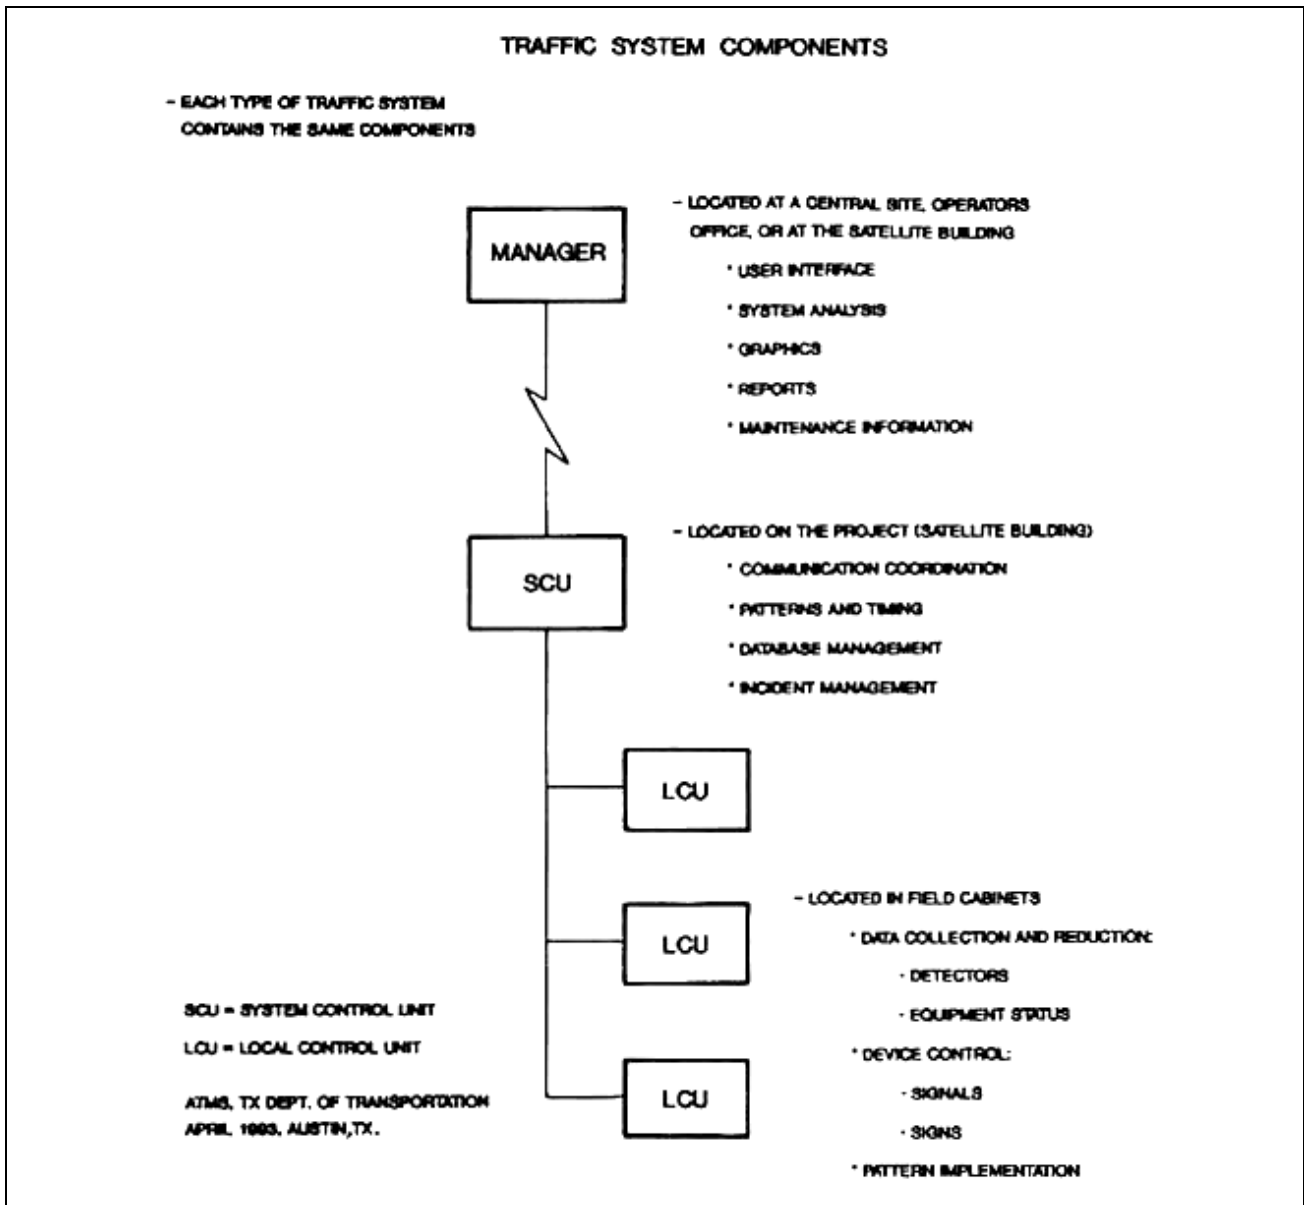 TRAFFIC SYSTEM COMPONENTS
- EACH TYPE OF TRAFFIC SYSTEM
CONTAINS THE SAME COMPONENTS
MANAGER
- LOCATED AT A CENTRAL SITE, OPERATORS
OFFICE, OR AT THE SATELLITE BUILDING
* USER INTERFACE
* SYSTEM ANALYSIS
* GRAPHICS
* REPORTS
* MAINTENANCE INFORMATION
SCU
- LOCATED ON THE PROJECT (SATELLITE BUILDING)
* COMMUNICATION COORDINATION
* PATTERNS AND TIMING
* DATABASE MANAGEMENT
* INCIDENT MANAGEMENT
LCU
LCU
LCU
- LOCATED IN FIELD CABINETS
* DATA COLLECTION AND REDUCTION:
- DETECTORS
- EQUIPMENT STATUS
* DEVICE CONTROL:
- SIGNALS
- SIGNS
* PATTERN IMPLEMENTATION
SCU = SYSTEM CONTROL UNIT
LCU = LOCAL CONTROL UNIT
ATMS, TX DEPT. OF TRANSPORTATION
APRIL 1993, AUSTIN,TX.